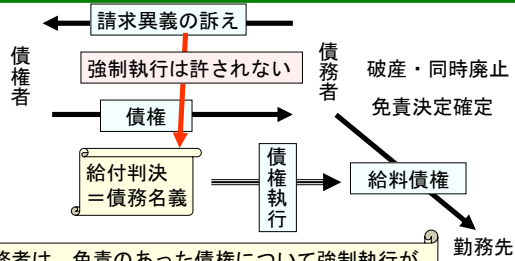 請求異義の訴え
債権者
債務者
強制執行は許されない
破産・同時廃止
免責決定確定
債権
給付判決
＝債務名義
債権執行
給料債権
勤務先
務者は、免責のあった債権について強制執行が